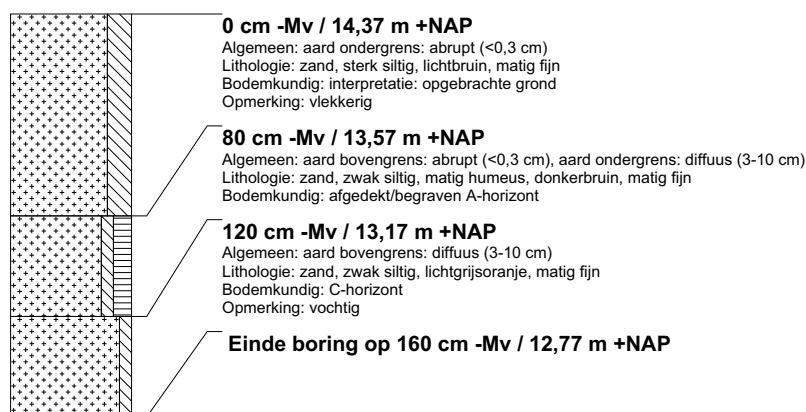 0 cm -Mv / 14,37 m +NAP
Algemeen: aard ondergrens: abrupt (<0,3 cm)
Lithologie: zand, sterk siltig, lichtbruin, matig fijn
Bodemkundig: interpretatie: opgebrachte grond
Opmerking: vlekkerig
80 cm -Mv / 13,57 m +NAP
Algemeen: aard bovengrens: abrupt (<0,3 cm), aard ondergrens: diffuus (3-10 cm)
Lithologie: zand, zwak siltig, matig humeus, donkerbruin, matig fijn
Bodemkundig: afgedekt/begraven A-horizont
120 cm -Mv / 13,17 m +NAP
Algemeen: aard bovengrens: diffuus (3-10 cm)
Lithologie: zand, zwak siltig, lichtgrijsoranje, matig fijn
Bodemkundig: C-horizont
Opmerking: vochtig
Einde boring op 160 cm -Mv / 12,77 m +NAP